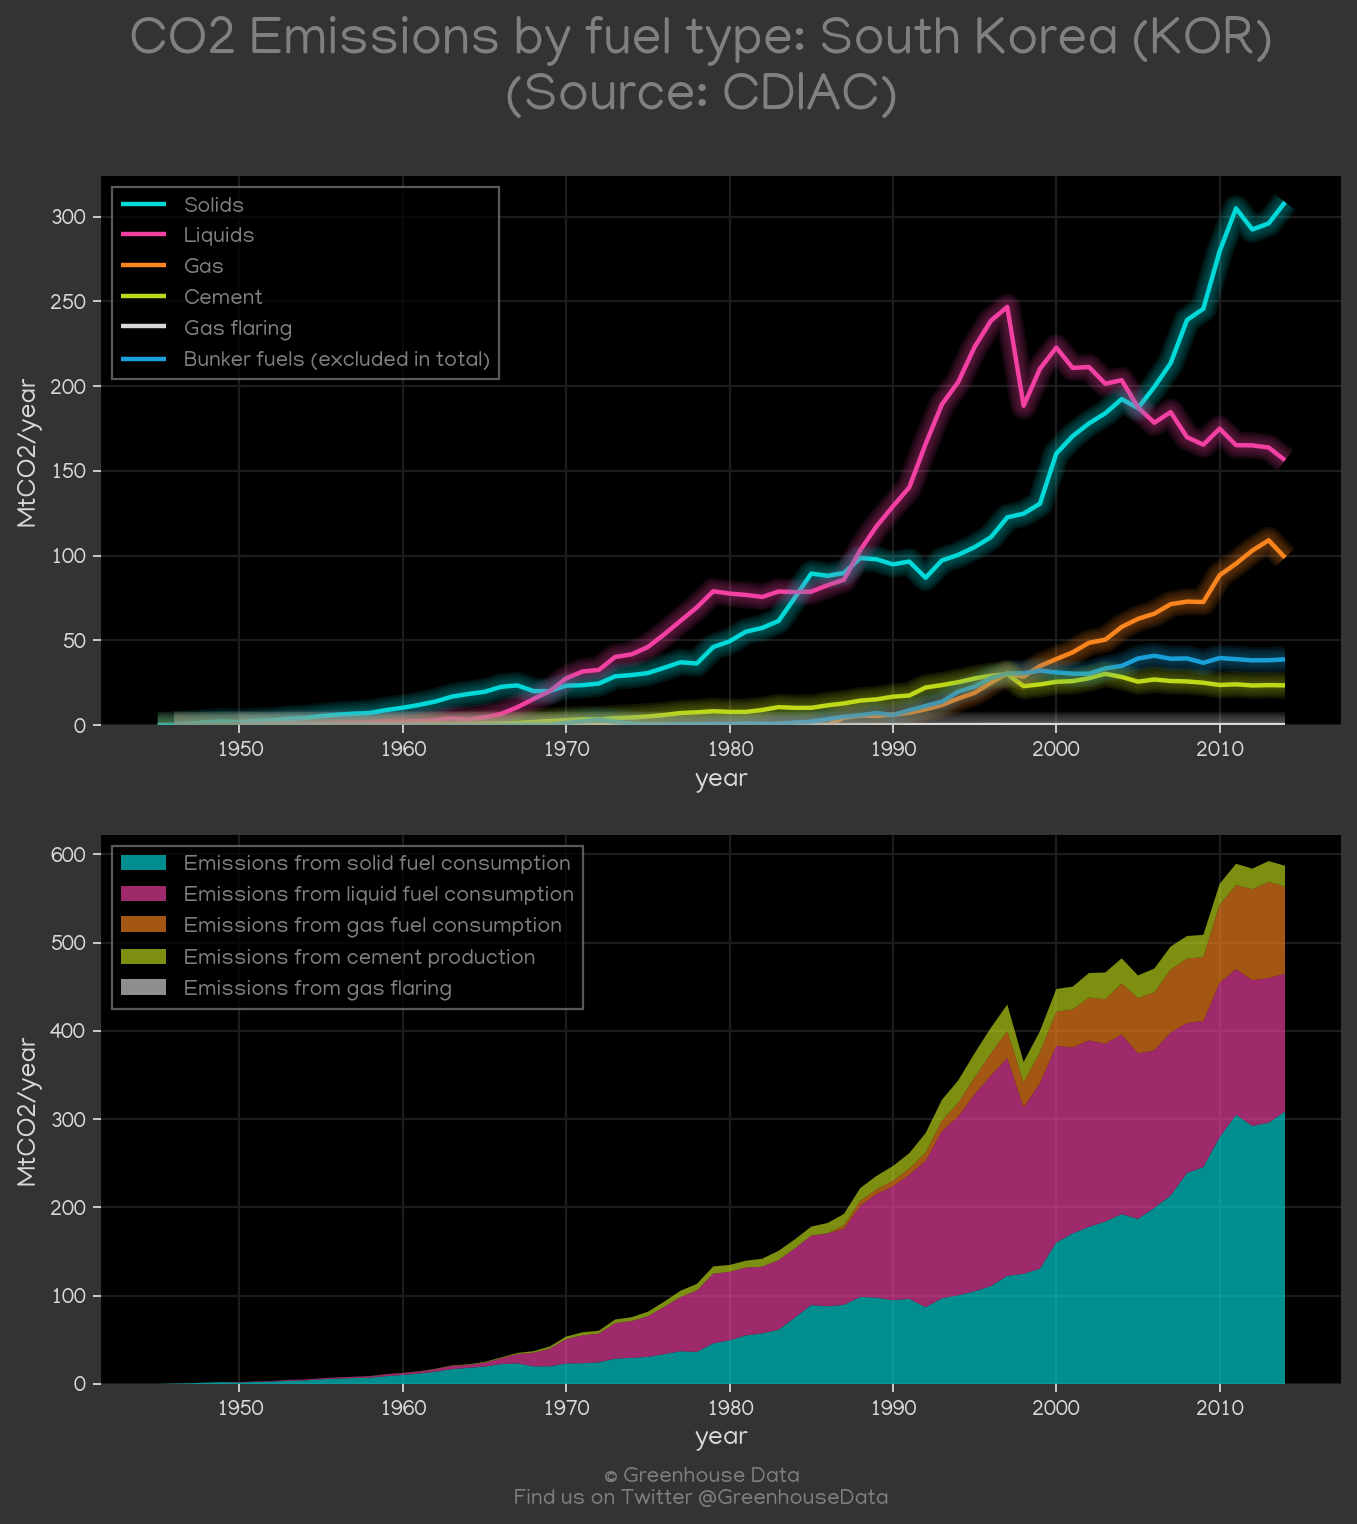 CO2 Emissions by fuel type: South Korea (KOR)
(Source: CDIAC)
Solids
Liquids
Gas
Cement
Gas flaring
Bunker fuels (excluded in total)
MtCO2/year
300
250
200
150
100
50
0
1950 1960 1970 1980 1990 2000 2010
year
Emissions from solid fuel consumption
Emissions from liquid fuel consumption
Emissions from gas fuel consumption
Emissions from cement production
Emissions from gas flaring
MtCO2/year
600
500
400
300
200
100
0
1950 1960 1970 1980 1990 2000 2010
year
© Greenhouse Data
Find us on Twitter @GreenhouseData